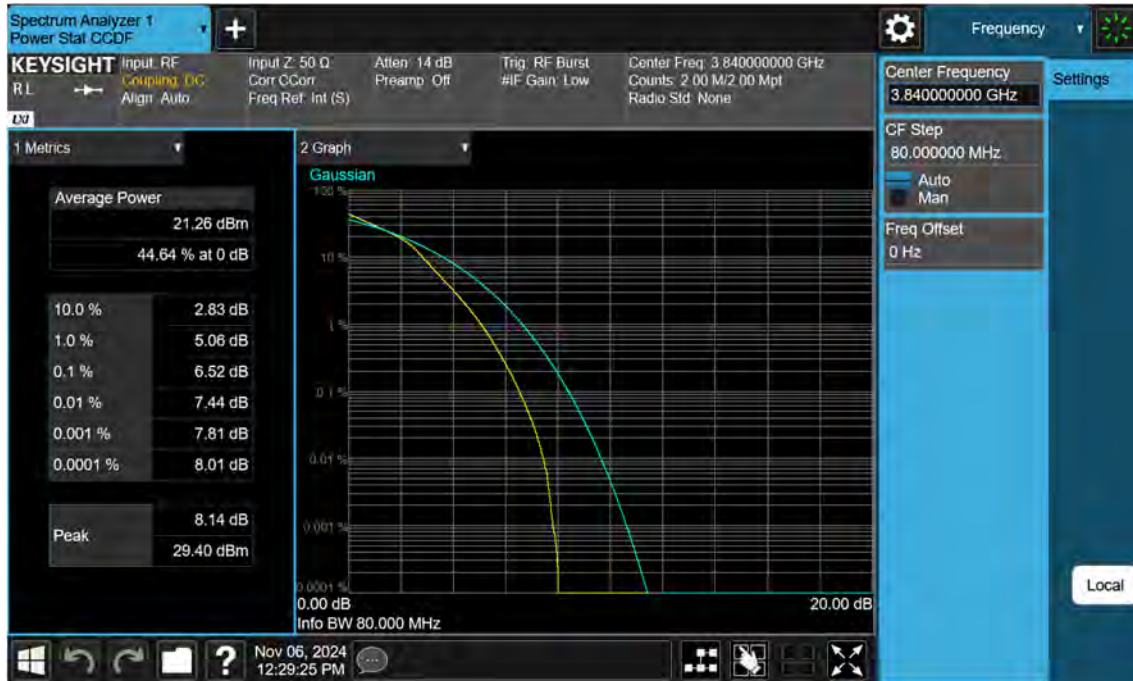 Spectrum Analyzer 1
Power Stat CCDF
+
Frequency
KEYSIGHT
RL
LXI
Input: RF
Coupling: DC
Align: Auto
Input Z: 50 Ω
Corr CCorr
Freq Ref: Int (S)
Atten: 14 dB
Preamp: Off
Trig: RF Burst
#IF Gain: Low
Center Freq: 3.840000000 GHz
Counts: 2.00 M/2.00 Mpt
Radio Std: None
Center Frequency
3.840000000 GHz
Settings
CF Step
80.000000 MHz
Auto
Man
Freq Offset
0 Hz
Local
1 Metrics
Average Power
21.26 dBm
44.64 % at 0 dB
10.0 % 2.83 dB
1.0 % 5.06 dB
0.1 % 6.52 dB
0.01 % 7.44 dB
0.001 % 7.81 dB
0.0001 % 8.01 dB
Peak
8.14 dB
29.40 dBm
2 Graph
Gaussian
100 %
10 %
1 %
0.1 %
0.01 %
0.001 %
0.0001 %
0.00 dB 20.00 dB
Info BW 80.000 MHz
?
Nov 06, 2024
12:29:25 PM